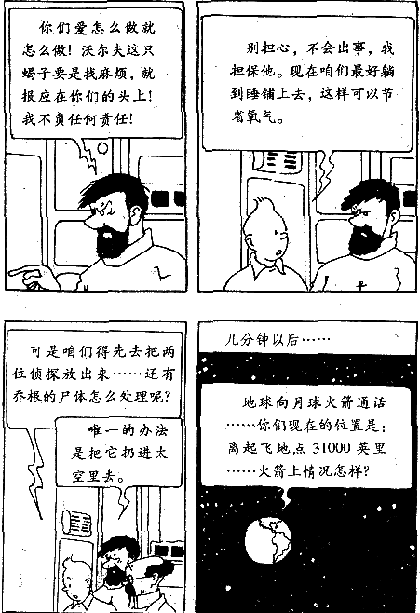 你们爱怎么做就
怎么做！沃尔夫这只
蝎子要是找麻烦，就
报应在你们的头上！
我不负任何责任！
别担心，不会出事，我
担保他。现在咱们最好躺
到睡铺上去，这样可以节
省氧气。
可是咱们得先去把两
位侦探放出来……还有
乔根的尸体怎么处理呢？
唯一的办法
是把它扔进太
空里去。
几分钟以后……
地球向月球火箭通话
……你们现在的位置是：
离起飞地点31000英里
……火箭上情况怎样？